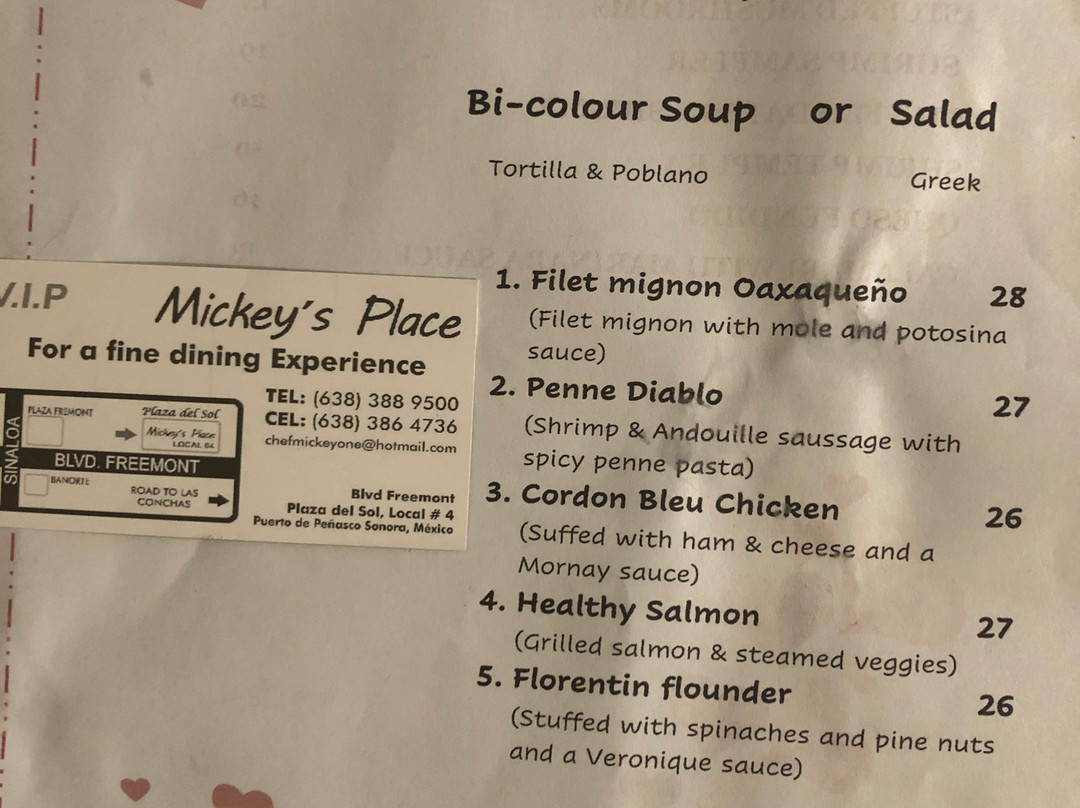 Bi-colour Soup or Salad
Tortilla & Poblano Greek
1. Filet mignon Oaxaqueño 28
(Filet mignon with mole and potosina
sauce)
2. Penne Diablo 27
(Shrimp & Andouille saussage with
spicy penne pasta)
3. Cordon Bleu Chicken 26
(Suffed with ham & cheese and a
Mornay sauce)
4. Healthy Salmon 27
(Grilled salmon & steamed veggies)
5. Florentin flounder 26
(Stuffed with spinaches and pine nuts
and a Veronique sauce)
V.I.P
Mickey's Place
For a fine dining Experience
TEL: (638) 388 9500
CEL: (638) 386 4736
chefmickeyone@hotmail.com
Blvd Freemont
Plaza del Sol, Local # 4
Puerto de Peñasco Sonora, México
SINALOA
PLAZA FREMONT
Plaza del Sol
Mickey's Place
BLVD. FREEMONT
BANORTE
ROAD TO LAS
CONCHAS